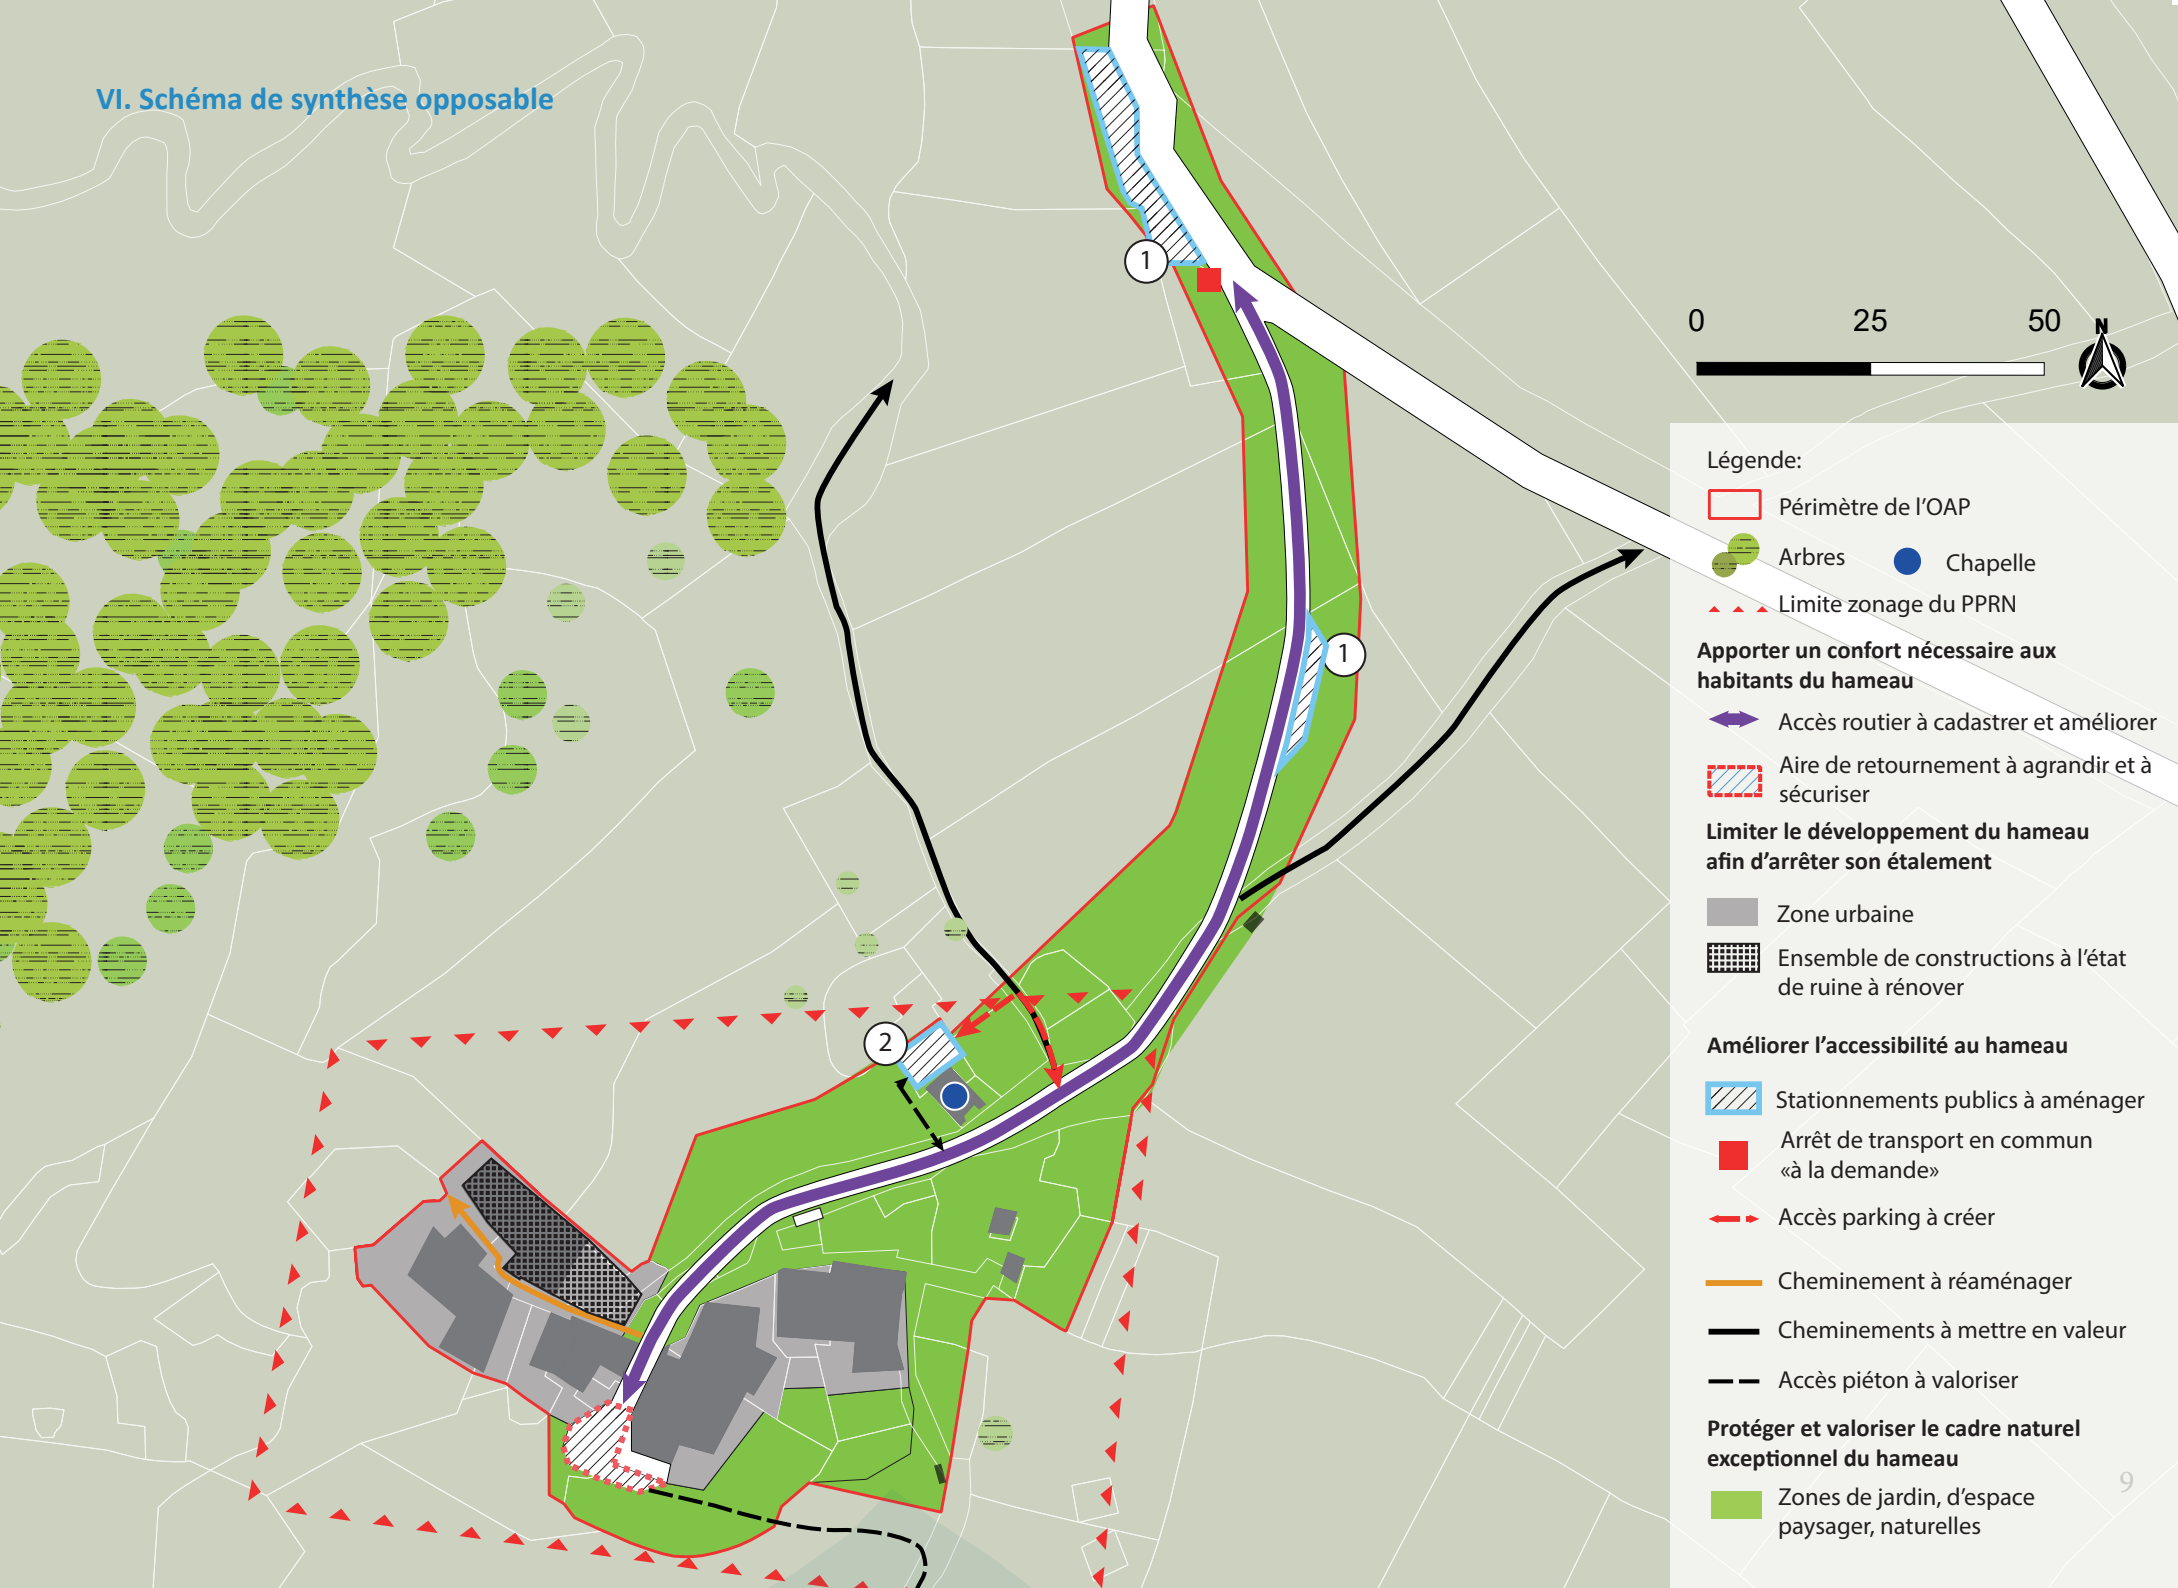 VI. Schéma de synthèse opposable
1
0 25 50
N
Légende:
Périmètre de l'OAP
Arbres
Chapelle
Limite zonage du PPRN
Apporter un confort nécessaire aux
habitants du hameau
1
Accès routier à cadastrer et améliorer
Aire de retournement à agrandir et à
sécuriser
Limiter le développement du hameau
afin d'arrêter son étalement
Zone urbaine
Ensemble de constructions à l'état
de ruine à rénover
2
Améliorer l'accessibilité au hameau
Stationnements publics à aménager
Arrêt de transport en commun
«à la demande»
Accès parking à créer
Cheminement à réaménager
Cheminements à mettre en valeur
Accès piéton à valoriser
Protéger et valoriser le cadre naturel
exceptionnel du hameau
Zones de jardin, d'espace
paysager, naturelles
9